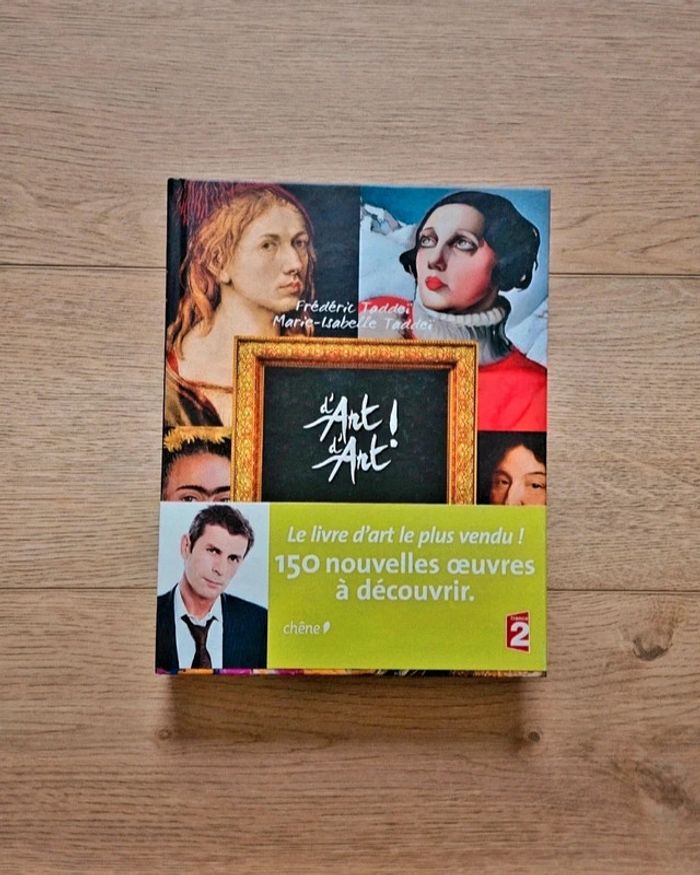 Frédéric Taddeï
Marie-Isabelle Taddeï
d'Art
d'Art!
Le livre d'art le plus vendu !
150 nouvelles œuvres
à découvrir.
chêne
france
2